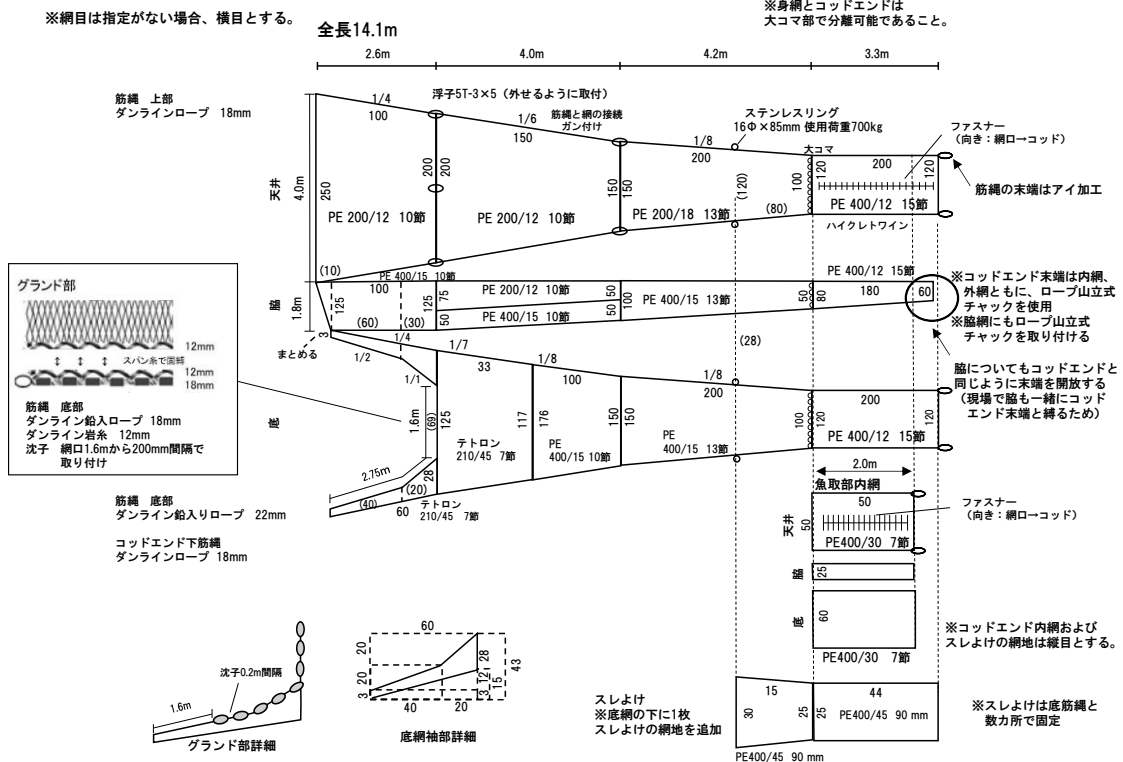 ※網目は指定がない場合、横目とする。
※身網とコッドエンドは
大コマ部で分離可能であること。
全長14.1m
2.6m
4.0m
4.2m
3.3m
筋縄 上部
ダンラインロープ 18mm
1/4
100
浮子5T-3×5（外せるように取付）
1/6
150
筋縄と網の接続
ガン付け
ステンレスリング
16Φ×85mm 使用荷重700kg
1/8
200
大コマ
ファスナー
（向き：網口→コッド）
200
筋縄の末端はアイ加工
天井
4.0m
250
200
200
150
150
(120)
100
120
120
PE 200/12 10節
PE 200/12 10節
PE 200/18 13節
(80)
PE 400/12 15節
ハイクレトワイン
(10)
PE 400/15 10節
100
PE 400/12 15節
脇
1.8m
125
125
75
50
PE 200/12 10節
PE 400/15 10節
50
50
100
PE 400/15 13節
50
80
180
60
(60)
(30)
3
まとめる
※コッドエンド末端は内網、
外網ともに、ロープ山立式
チャックを使用
※脇網にもロープ山立式
チャックを取り付ける
脇についてもコッドエンドと
同じように末端を開放する
（現場で脇も一緒にコッド
エンド末端と縛るため）
グランド部
12mm
スパン糸で固縛
12mm
18mm
筋縄 底部
ダンライン鉛入ロープ 18mm
ダンライン岩糸 12mm
沈子 網口1.6mから200mm間隔で
取り付け
1/2
1/4
1/1
1/7
33
1/8
100
(28)
1/8
200
200
底
1.6m
(69)
125
117
176
150
150
100
120
120
テトロン
210/45 7節
PE
400/15 10節
PE
400/15 13節
PE 400/12 15節
2.75m
28
(20)
(40)
60
テトロン
210/45 7節
筋縄 底部
ダンライン鉛入りロープ 22mm
コッドエンド下筋縄
ダンラインロープ 18mm
2.0m
魚取部内網
50
天井
50
PE400/30 7節
ファスナー
（向き：網口→コッド）
脇
25
底
60
PE400/30 7節
※コッドエンド内網および
スレよけの網地は縦目とする。
沈子0.2m間隔
1.6m
グランド部詳細
60
20
20
3
28
12
3
15
43
40
20
底網袖部詳細
スレよけ
※底網の下に1枚
スレよけの網地を追加
15
30
25
25
44
PE400/45 90 mm
PE400/45 90 mm
※スレよけは底筋縄と
数カ所で固定